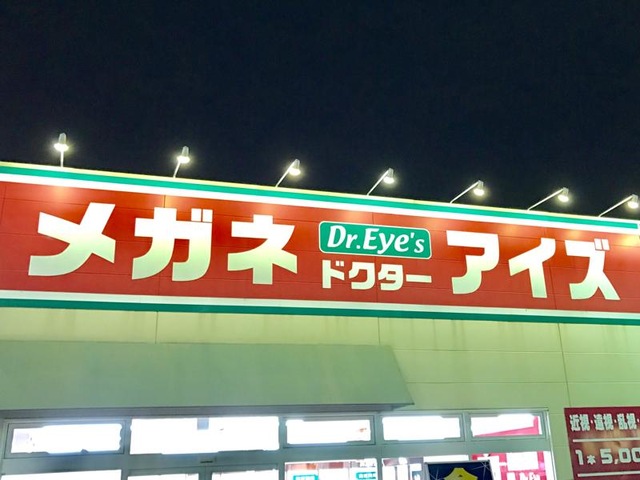 メガネ
Dr.Eye's
ドクター
アイズ
近視・遠視・乱視・
1本5,00